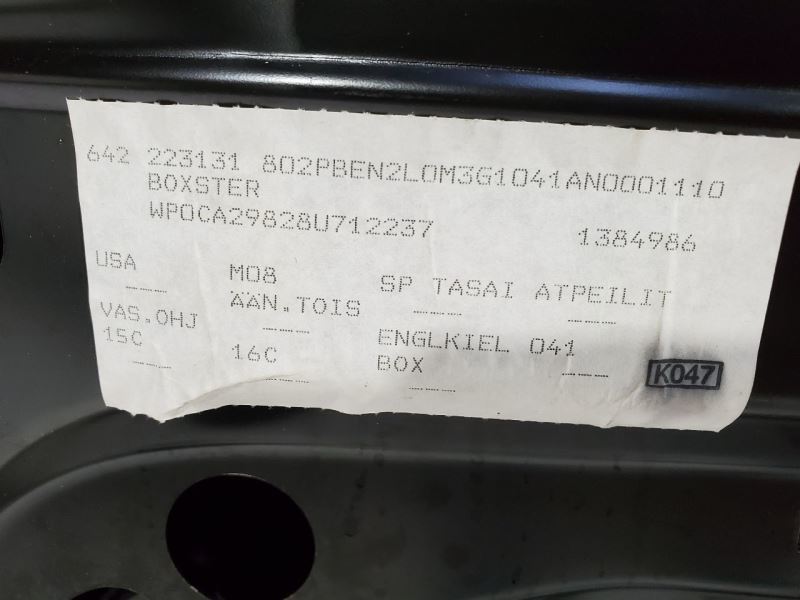 642 223131 802PBEN2L0M3G1041AN0001110
BOXSTER
WP0CA29828U712237 1384986
USA M08 SP TASAI ATPEILIT
---- ---- ---- ----
VAS.OHJ ÄÄN.TOIS ENGLKIEL 041
---- ---- ---- ----
15C 16C BOX K047